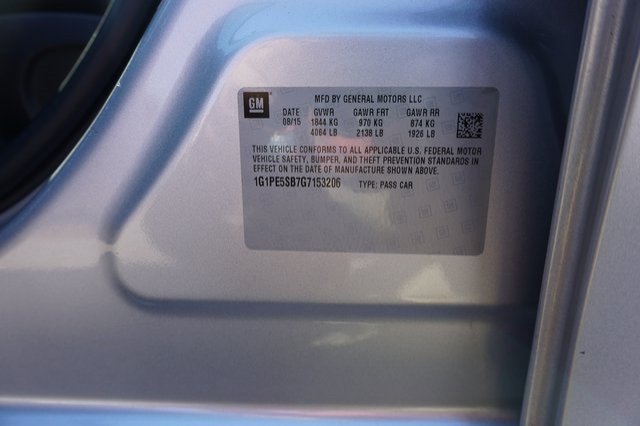 GM
MFD BY GENERAL MOTORS LLC
DATE GVWR GAWR FRT GAWR RR
08/15 1844 KG 970 KG 874 KG
4064 LB 2138 LB 1926 LB
THIS VEHICLE CONFORMS TO ALL APPLICABLE U.S. FEDERAL MOTOR
VEHICLE SAFETY, BUMPER, AND THEFT PREVENTION STANDARDS IN
EFFECT ON THE DATE OF MANUFACTURE SHOWN ABOVE.
1G1PE5SB7G7153206 TYPE: PASS CAR